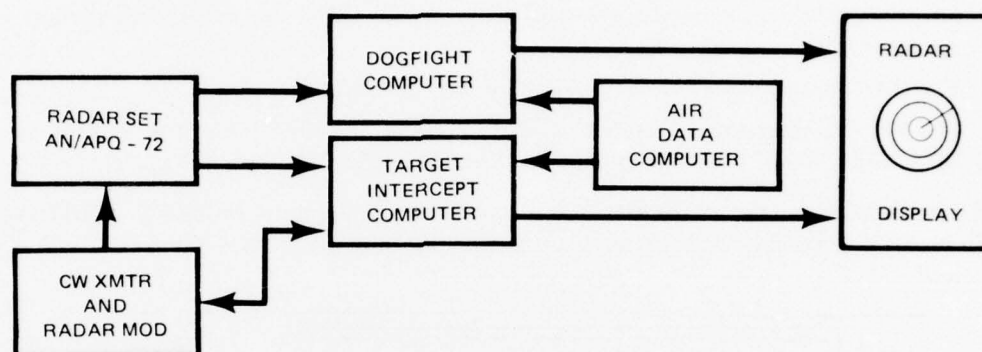 DOGFIGHT
COMPUTER
RADAR
RADAR SET
AN/APQ - 72
AIR
DATA
COMPUTER
TARGET
INTERCEPT
COMPUTER
DISPLAY
CW XMTR
AND
RADAR MOD